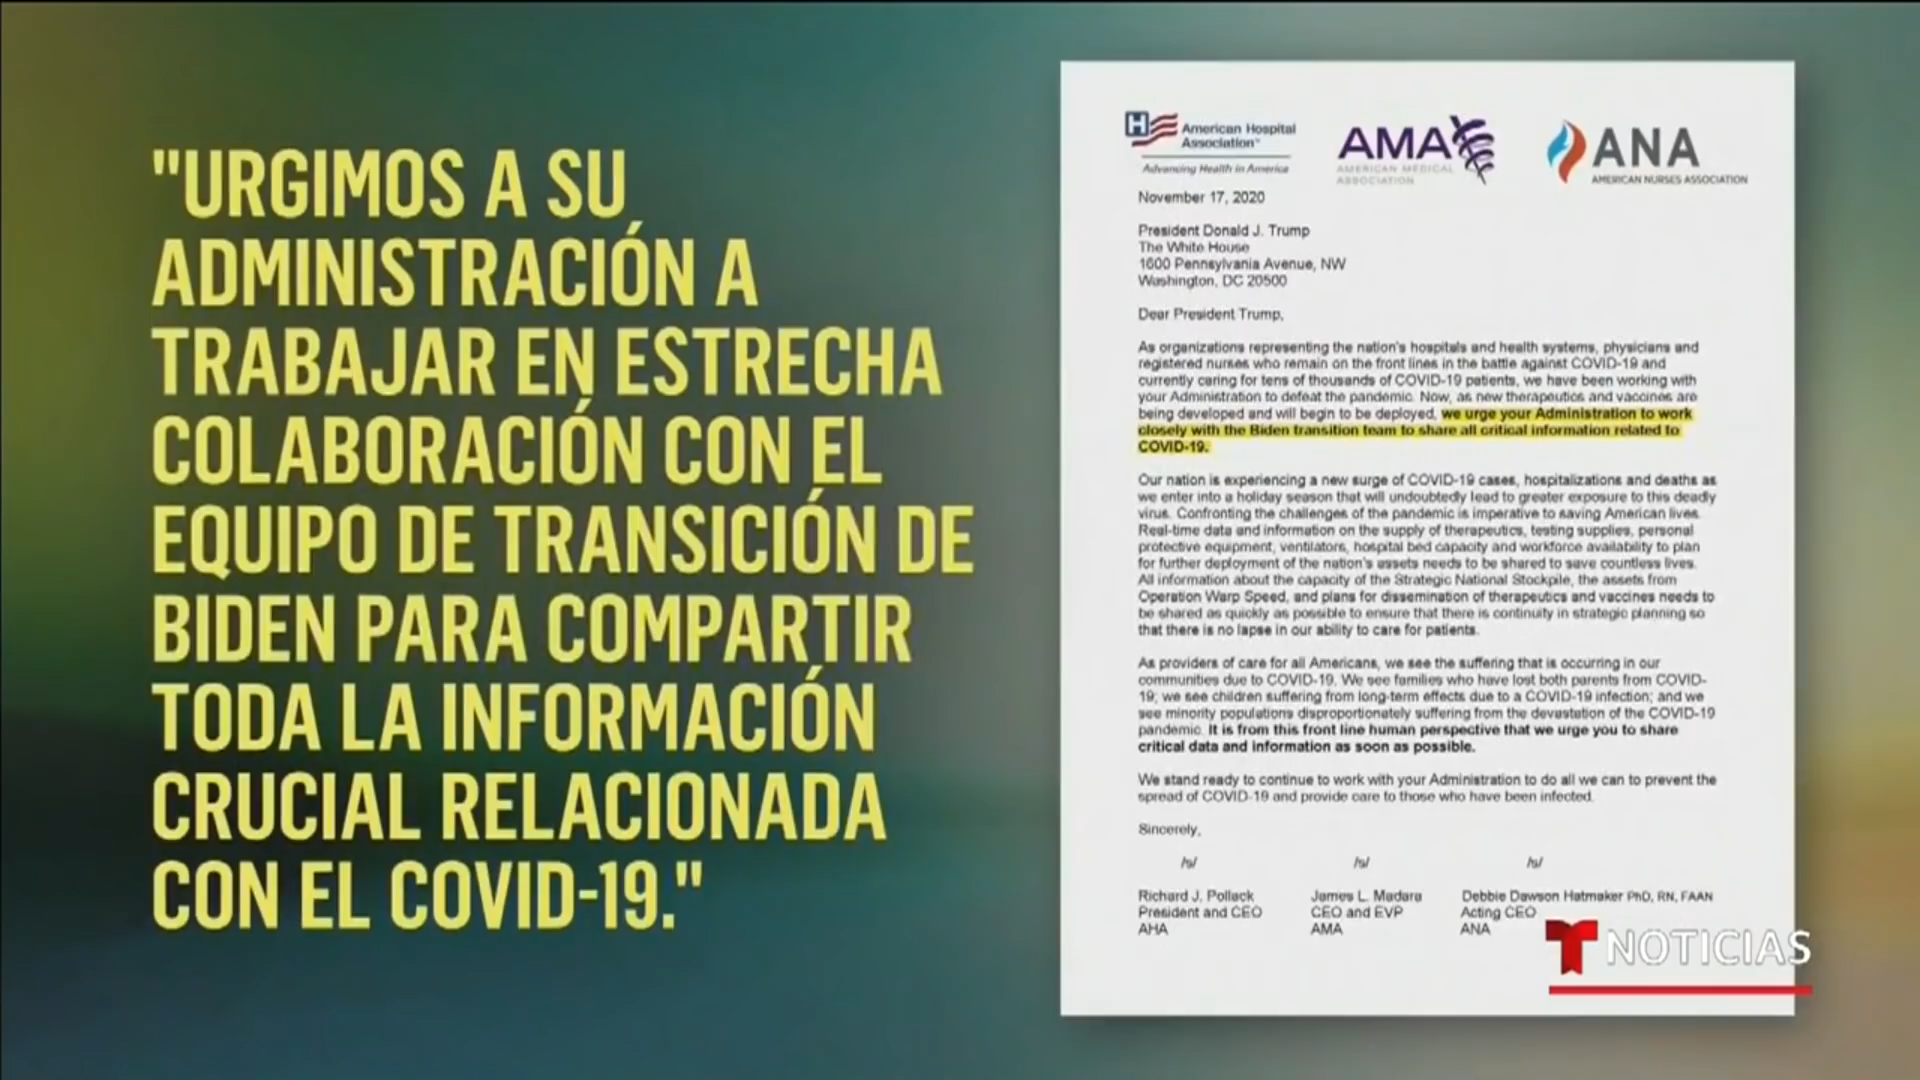 "URGIMOS A SU
ADMINISTRACIÓN A
TRABAJAR EN ESTRECHA
COLABORACIÓN CON EL
EQUIPO DE TRANSICIÓN DE
BIDEN PARA COMPARTIR
TODA LA INFORMACIÓN
CRUCIAL RELACIONADA
CON EL COVID-19."
H American Hospital
Association™
Advancing Health in America
AMA
AMERICAN MEDICAL
ASSOCIATION
ANA
AMERICAN NURSES ASSOCIATION
November 17, 2020
President Donald J. Trump
The White House
1600 Pennsylvania Avenue, NW
Washington, DC 20500
Dear President Trump,
As organizations representing the nation's hospitals and health systems, physicians and
registered nurses who remain on the front lines in the battle against COVID-19 and
currently caring for tens of thousands of COVID-19 patients, we have been working with
your Administration to defeat the pandemic. Now, as new therapeutics and vaccines are
being developed and will begin to be deployed, we urge your Administration to work
closely with the Biden transition team to share all critical information related to
COVID-19.
Our nation is experiencing a new surge of COVID-19 cases, hospitalizations and deaths as
we enter into a holiday season that will undoubtedly lead to greater exposure to this deadly
virus. Confronting the challenges of the pandemic is imperative to saving American lives.
Real-time data and information on the supply of therapeutics, testing supplies, personal
protective equipment, ventilators, hospital bed capacity and workforce availability to plan
for further deployment of the nation's assets needs to be shared to save countless lives.
All information about the capacity of the Strategic National Stockpile, the assets from
Operation Warp Speed, and plans for dissemination of therapeutics and vaccines needs to
be shared as quickly as possible to ensure that there is continuity in strategic planning so
that there is no lapse in our ability to care for patients.
As providers of care for all Americans, we see the suffering that is occurring in our
communities due to COVID-19. We see families who have lost both parents from COVID-
19; we see children suffering from long-term effects due to a COVID-19 infection; and we
see minority populations disproportionately suffering from the devastation of the COVID-19
pandemic. It is from this front line human perspective that we urge you to share
critical data and information as soon as possible.
We stand ready to continue to work with your Administration to do all we can to prevent the
spread of COVID-19 and provide care to those who have been infected.
Sincerely,
/s/ /s/ /s/
Richard J. Pollack James L. Madara Debbie Dawson Hatmaker PhD, RN, FAAN
President and CEO CEO and EVP Acting CEO
AHA AMA ANA
T NOTICIAS